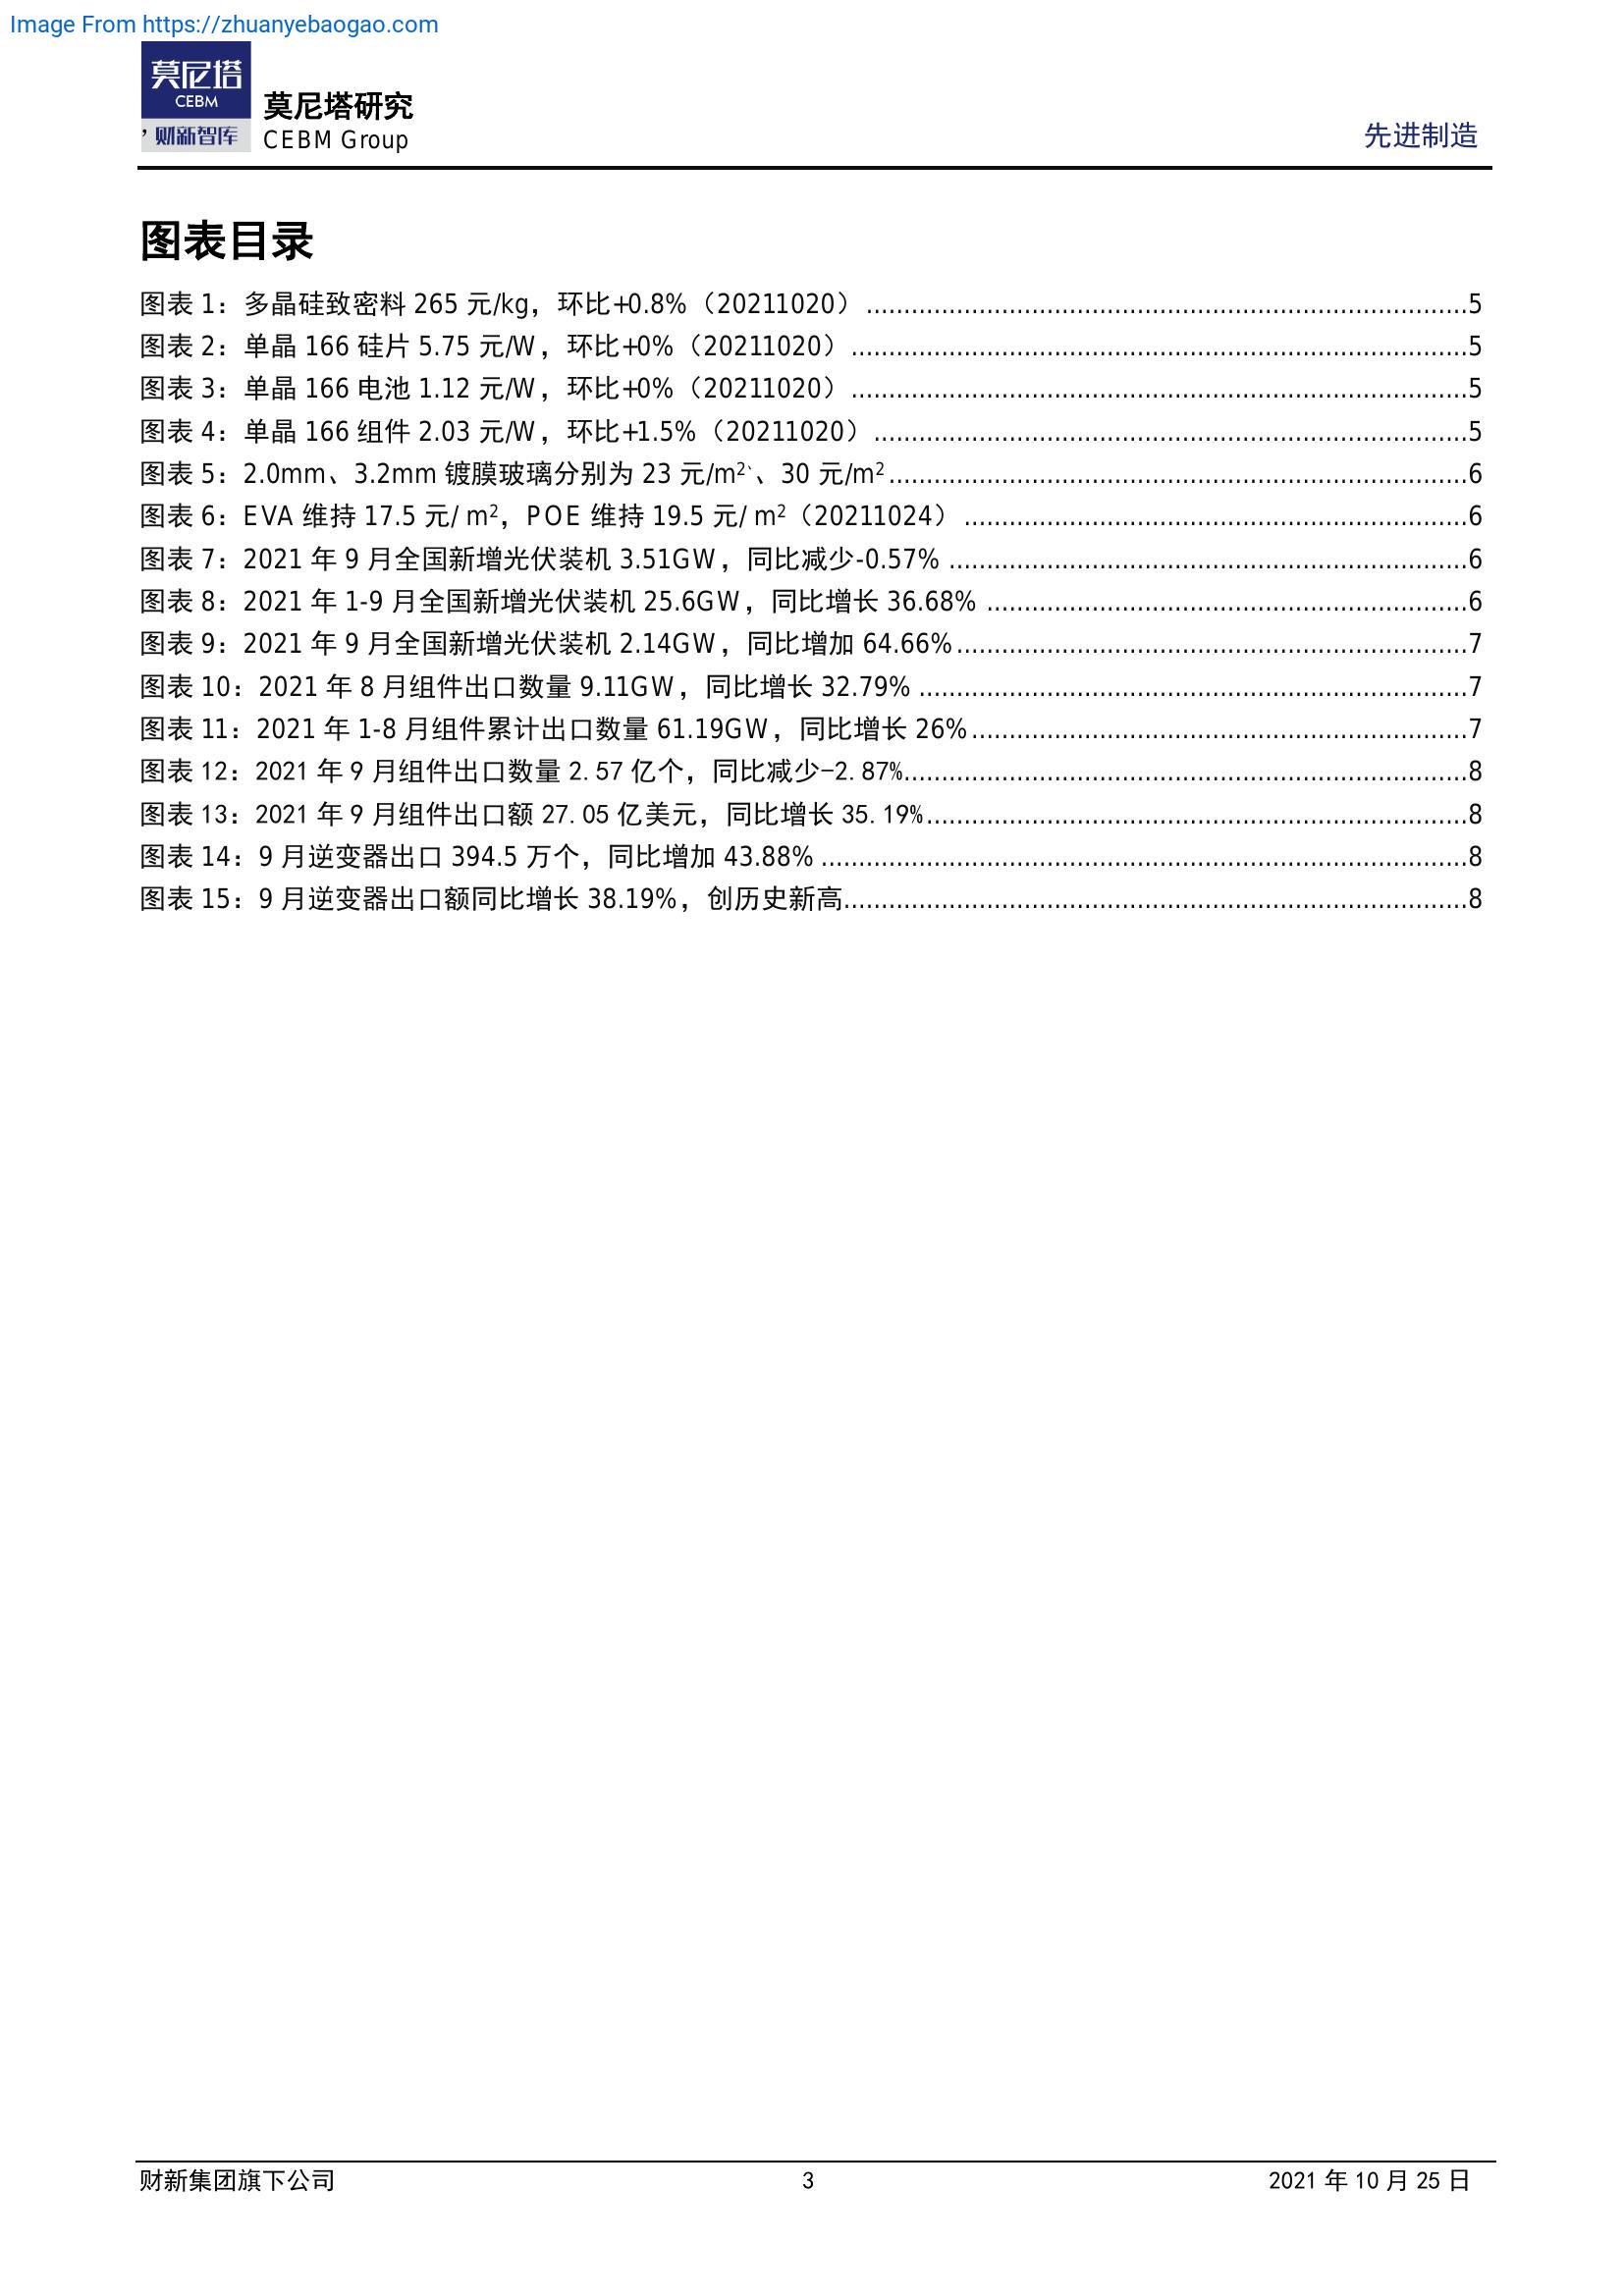 Image From https://zhuanyebaogao.com
莫尼塔
CEBM
财新智库
莫尼塔研究
CEBM Group
先进制造
图表目录
图表 1：多晶硅致密料 265 元/kg，环比+0.8%（20211020）........................................5
图表 2：单晶 166 硅片 5.75 元/W，环比+0%（20211020）........................................5
图表 3：单晶 166 电池 1.12 元/W，环比+0%（20211020）........................................5
图表 4：单晶 166 组件 2.03 元/W，环比+1.5%（20211020）........................................5
图表 5：2.0mm、3.2mm 镀膜玻璃分别为 23 元/m²`、30 元/m²........................................6
图表 6：EVA 维持 17.5 元/ m²，POE 维持 19.5 元/ m²（20211024）........................................6
图表 7：2021 年 9 月全国新增光伏装机 3.51GW，同比减少-0.57% ........................................6
图表 8：2021 年 1-9 月全国新增光伏装机 25.6GW，同比增长 36.68% ........................................6
图表 9：2021 年 9 月全国新增光伏装机 2.14GW，同比增加 64.66%........................................7
图表 10：2021 年 8 月组件出口数量 9.11GW，同比增长 32.79% ........................................7
图表 11：2021 年 1-8 月组件累计出口数量 61.19GW，同比增长 26%........................................7
图表 12：2021 年 9 月组件出口数量 2.57 亿个，同比减少-2.87%........................................8
图表 13：2021 年 9 月组件出口额 27.05 亿美元，同比增长 35.19%........................................8
图表 14：9 月逆变器出口 394.5 万个，同比增加 43.88% ........................................8
图表 15：9 月逆变器出口额同比增长 38.19%，创历史新高........................................8
财新集团旗下公司
3
2021 年 10 月 25 日